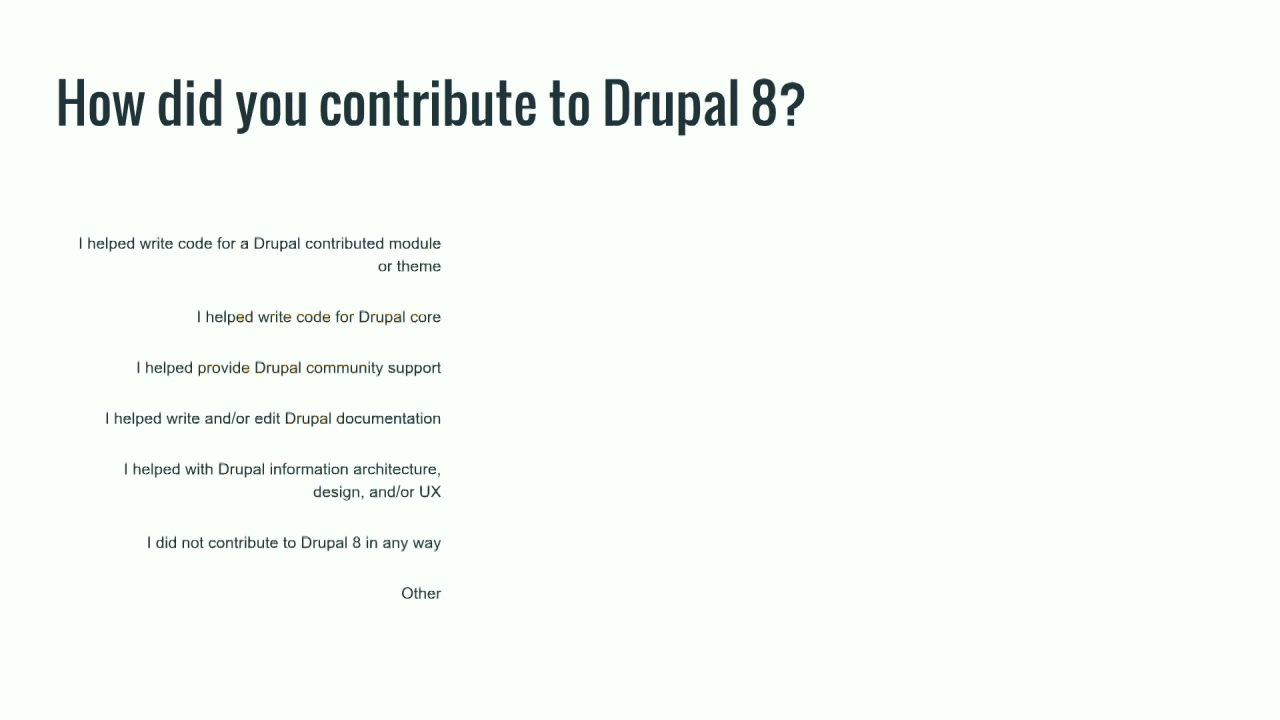 How did you contribute to Drupal 8?
I helped write code for a Drupal contributed module
or theme
I helped write code for Drupal core
I helped provide Drupal community support
I helped write and/or edit Drupal documentation
I helped with Drupal information architecture,
design, and/or UX
I did not contribute to Drupal 8 in any way
Other